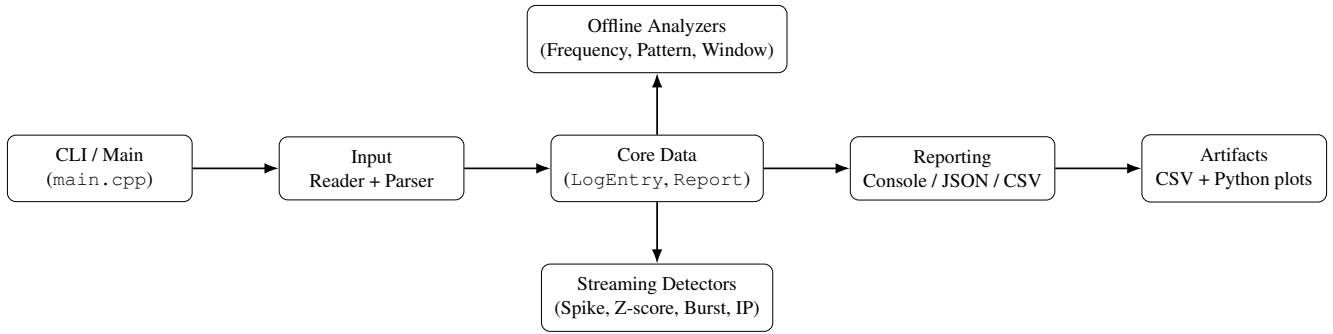 Offline Analyzers
(Frequency, Pattern, Window)
CLI / Main
(main.cpp)
Input
Reader + Parser
Core Data
(LogEntry, Report)
Reporting
Console / JSON / CSV
Artifacts
CSV + Python plots
Streaming Detectors
(Spike, Z-score, Burst, IP)